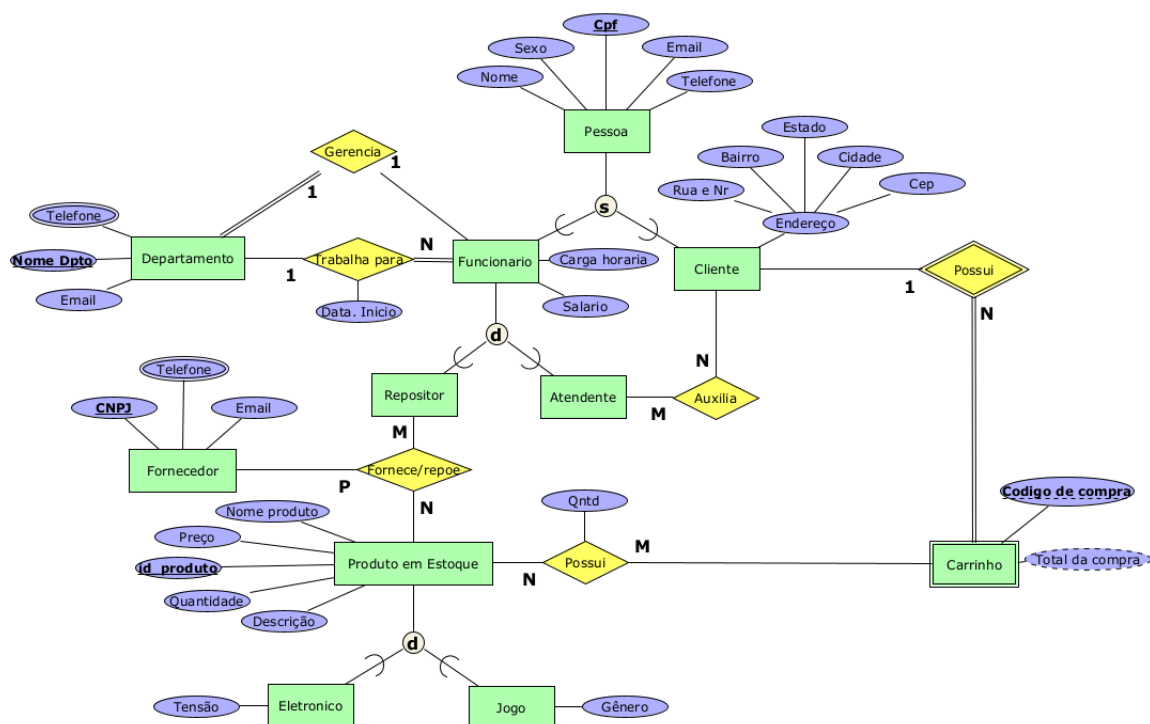 Cpf
Sexo
Email
Nome
Telefone
Pessoa
Estado
Gerencia
1
1
Bairro
Cidade
Rua e Nr
Cep
s
Endereço
Telefone
Nome Dpto
Departamento
Email
1
Trabalha para
N
Data. Inicio
Funcionario
Carga horaria
Salario
Cliente
1
Possui
N
d
N
Telefone
CNPJ
Email
Repositor
Atendente
M
Auxilia
M
Fornecedor
P
Fornece/repoe
N
Nome produto
Preço
id_produto
Quantidade
Descrição
Produto em Estoque
Qntd
N
Possui
M
Codigo de compra
Carrinho
Total da compra
d
Tensão
Eletronico
Jogo
Gênero